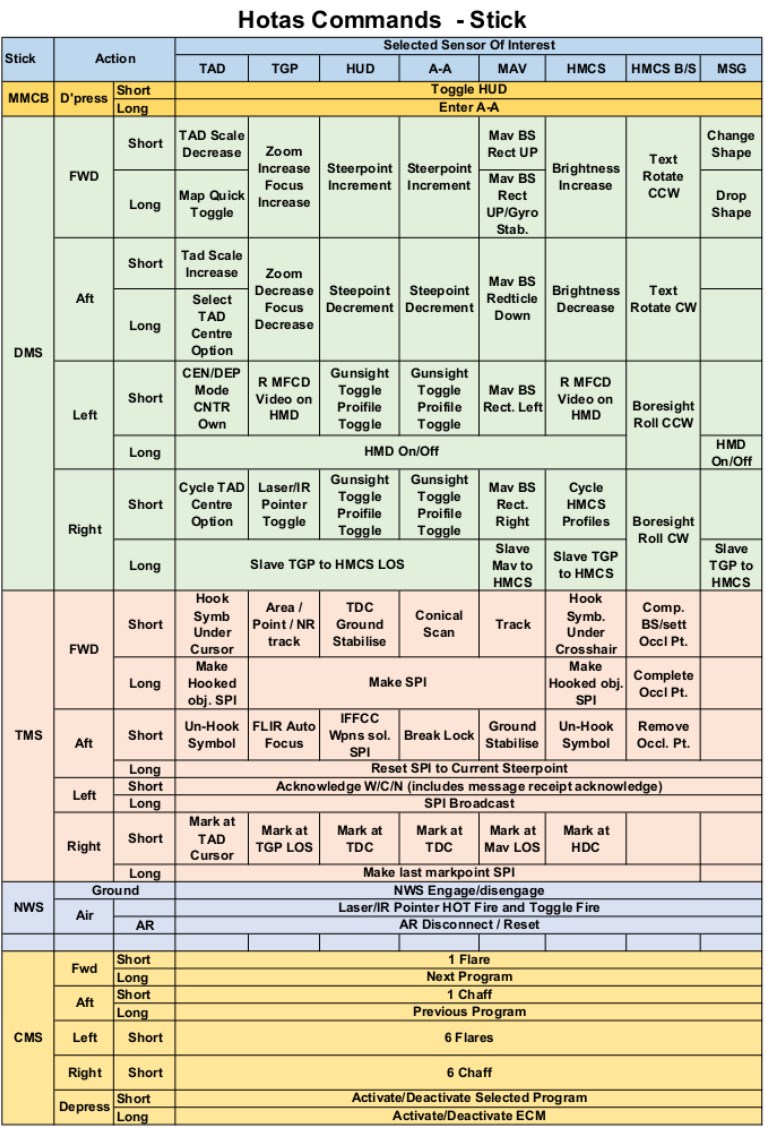 Hotas Commands - Stick
Stick
Action
Selected Sensor Of Interest
TAD TGP HUD A-A MAV HMCS HMCS B/S MSG
MMCB
D'press
Short
Toggle HUD
Long
Enter A-A
DMS
FWD
Short
TAD Scale
Decrease
Zoom
Increase
Focus
Increase
Steerpoint
Increment
Steerpoint
Increment
Mav BS
Rect UP
Brightness
Increase
Text
Rotate
CCW
Change
Shape
Long
Map Quick
Toggle
Mav BS
Rect
UP/Gyro
Stab.
Drop
Shape
Aft
Short
Tad Scale
Increase
Zoom
Decrease
Focus
Decrease
Steepoint
Decrement
Steepoint
Decrement
Mav BS
Redticle
Down
Brightness
Decrease
Text
Rotate CW
Long
Select
TAD
Centre
Option
Left
Short
CEN/DEP
Mode
CNTR
Own
R MFCD
Video on
HMD
Gunsight
Toggle
Proifile
Toggle
Gunsight
Toggle
Proifile
Toggle
Mav BS
Rect. Left
R MFCD
Video on
HMD
Boresight
Roll CCW
Long
HMD On/Off
HMD
On/Off
Right
Short
Cycle TAD
Centre
Option
Laser/IR
Pointer
Toggle
Gunsight
Toggle
Proifile
Toggle
Gunsight
Toggle
Proifile
Toggle
Mav BS
Rect.
Right
Cycle
HMCS
Profiles
Boresight
Roll CW
Long
Slave TGP to HMCS LOS
Slave
Mav to
HMCS
Slave TGP
to HMCS
Slave
TGP to
HMCS
TMS
FWD
Short
Hook
Symb
Under
Cursor
Area /
Point / NR
track
TDC
Ground
Stabilise
Conical
Scan
Track
Hook
Symb.
Under
Crosshair
Comp.
BS/sett
Occl Pt.
Long
Make
Hooked
obj. SPI
Make SPI
Make
Hooked obj.
SPI
Complete
Occl Pt.
Aft
Short
Un-Hook
Symbol
FLIR Auto
Focus
IFFCC
Wpns sol.
SPI
Break Lock
Ground
Stabilise
Un-Hook
Symbol
Remove
Occl. Pt.
Long
Reset SPI to Current Steerpoint
Left
Short
Acknowledge W/C/N (includes message receipt acknowledge)
Long
SPI Broadcast
Right
Short
Mark at
TAD
Cursor
Mark at
TGP LOS
Mark at
TDC
Mark at
TDC
Mark at
Mav LOS
Mark at
HDC
Long
Make last markpoint SPI
NWS
Ground
NWS Engage/disengage
Air
Laser/IR Pointer HOT Fire and Toggle Fire
AR
AR Disconnect / Reset
CMS
Fwd
Short
1 Flare
Long
Next Program
Aft
Short
1 Chaff
Long
Previous Program
Left
Short
6 Flares
Right
Short
6 Chaff
Depress
Short
Activate/Deactivate Selected Program
Long
Activate/Deactivate ECM